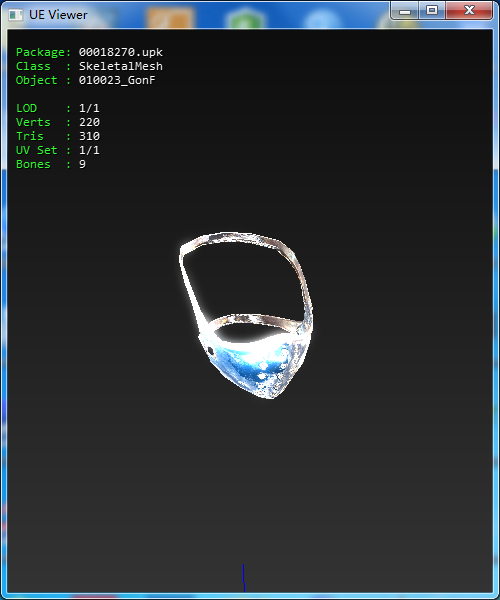 UE Viewer
Package: 00018270.upk
Class  : SkeletalMesh
Object : 010023_GonF
LOD    : 1/1
Verts  : 220
Tris   : 310
UV Set : 1/1
Bones  : 9